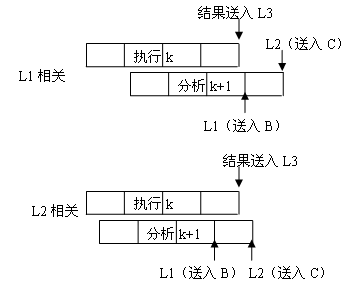 结果送入 L3
L2（送入 C）
执行 k
L1 相关
分析 k+1
L1（送入 B）
结果送入 L3
执行 k
L2 相关
分析 k+1
L1（送入 B） L2（送入 C）